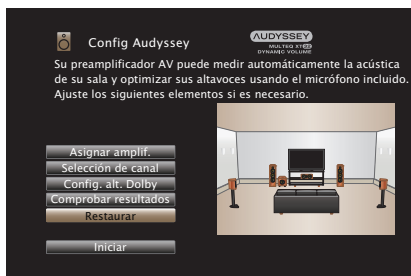 Config Audyssey
AUDYSSEY
MULTEQ XT32
DYNAMIC VOLUME
Su preamplificador AV puede medir automáticamente la acústica
de su sala y optimizar sus altavoces usando el micrófono incluido.
Ajuste los siguientes elementos si es necesario.
Asignar amplif.
Selección de canal
Config. alt. Dolby
Comprobar resultados
Restaurar
Iniciar